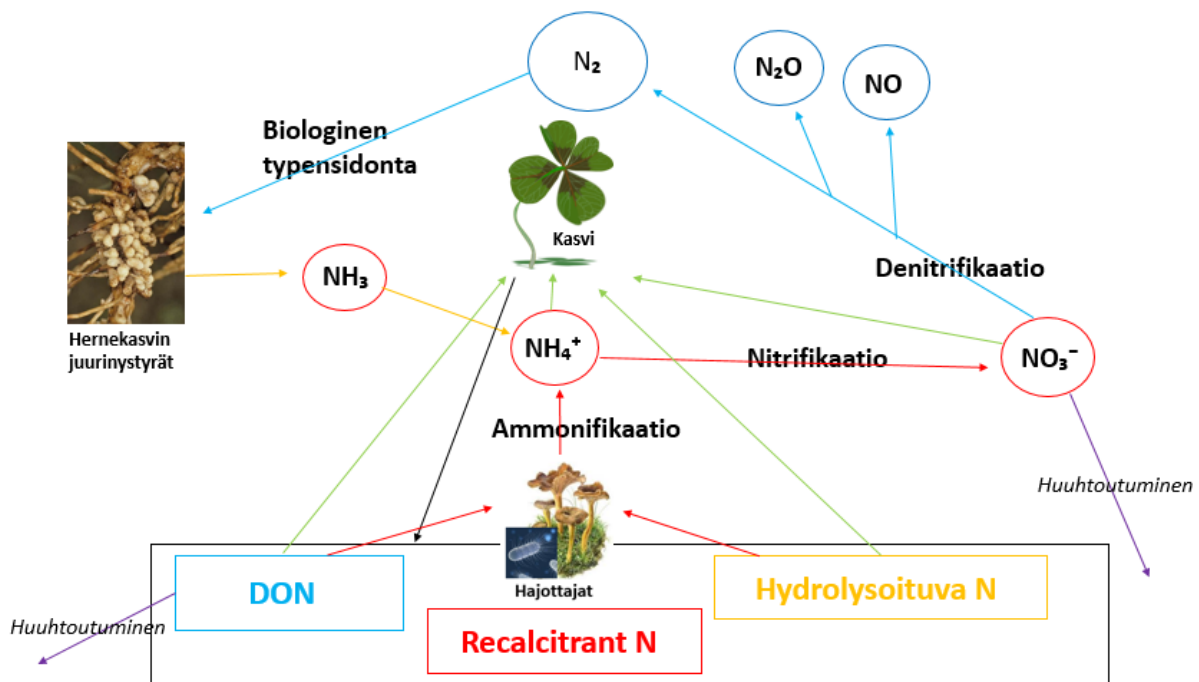 N₂
N₂O
NO
Biologinen
typensidonta
Kasvi
Denitrifikaatio
NH₃
Hernekasvin
juurinystyrät
NH₄⁺
Nitrifikaatio
NO₃⁻
Ammonifikaatio
Huuhtoutuminen
DON
Hajottajat
Hydrolysoituva N
Huuhtoutuminen
Recalcitrant N